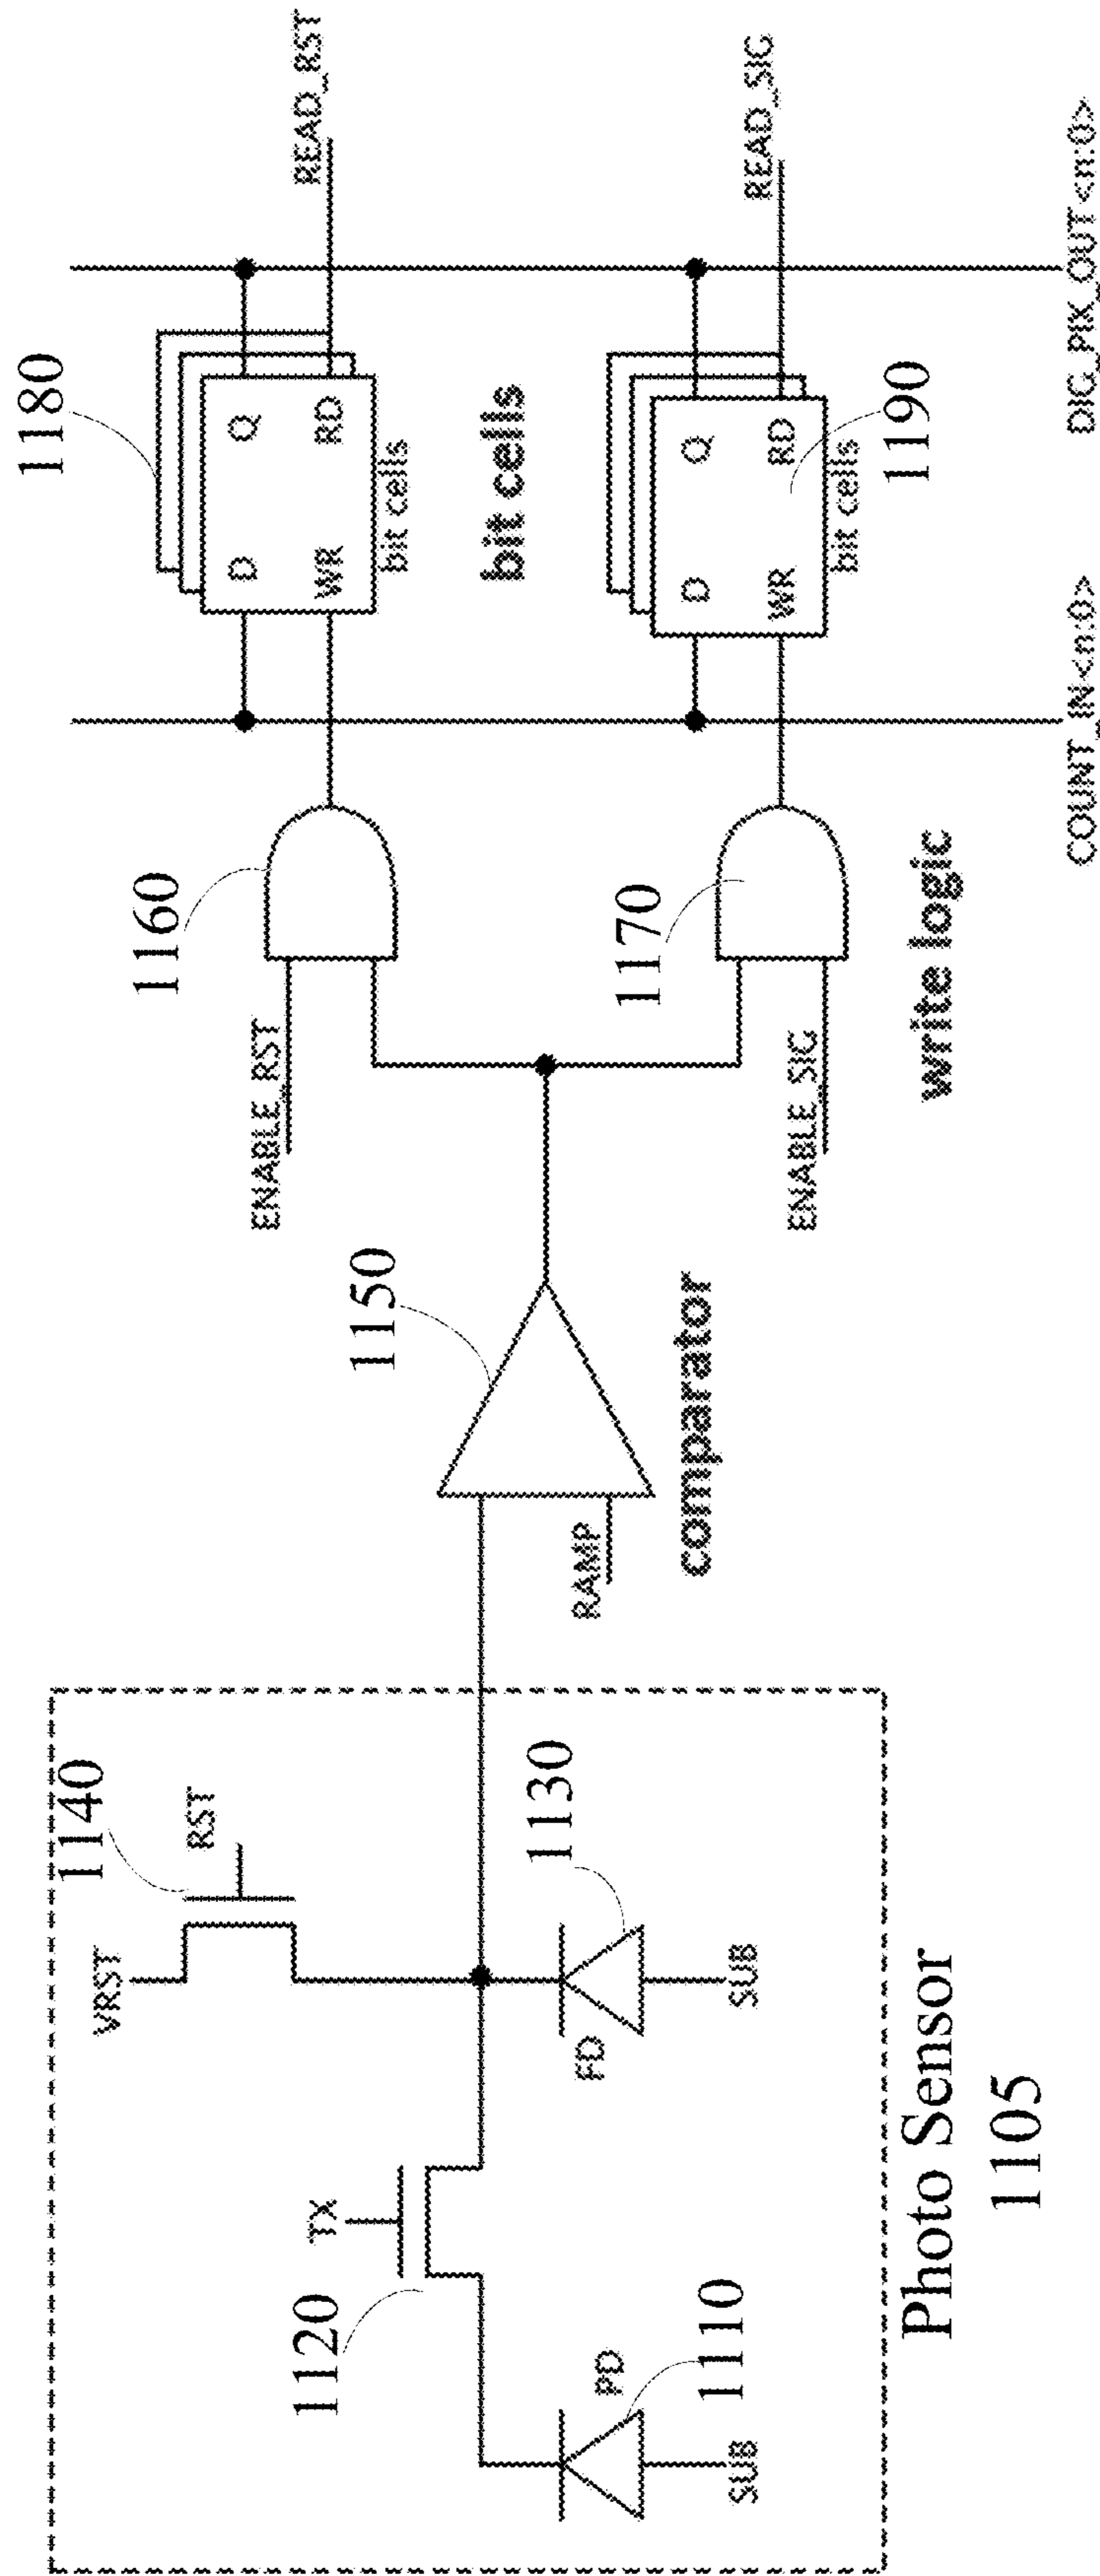 VRST
1140
RST
1120
TX
PD
1110
SUB
FD
1130
SUB
Photo Sensor
1105
RAMP
1150
comparator
ENABLE_RST
1160
ENABLE_SIG
1170
write logic
1180
D
Q
WR
RD
bit cells
READ_RST
bit cells
D
Q
WR
RD
bit cells
1190
READ_SIG
COUNT_IN<n:0>
DIG_PIX_OUT<n:0>